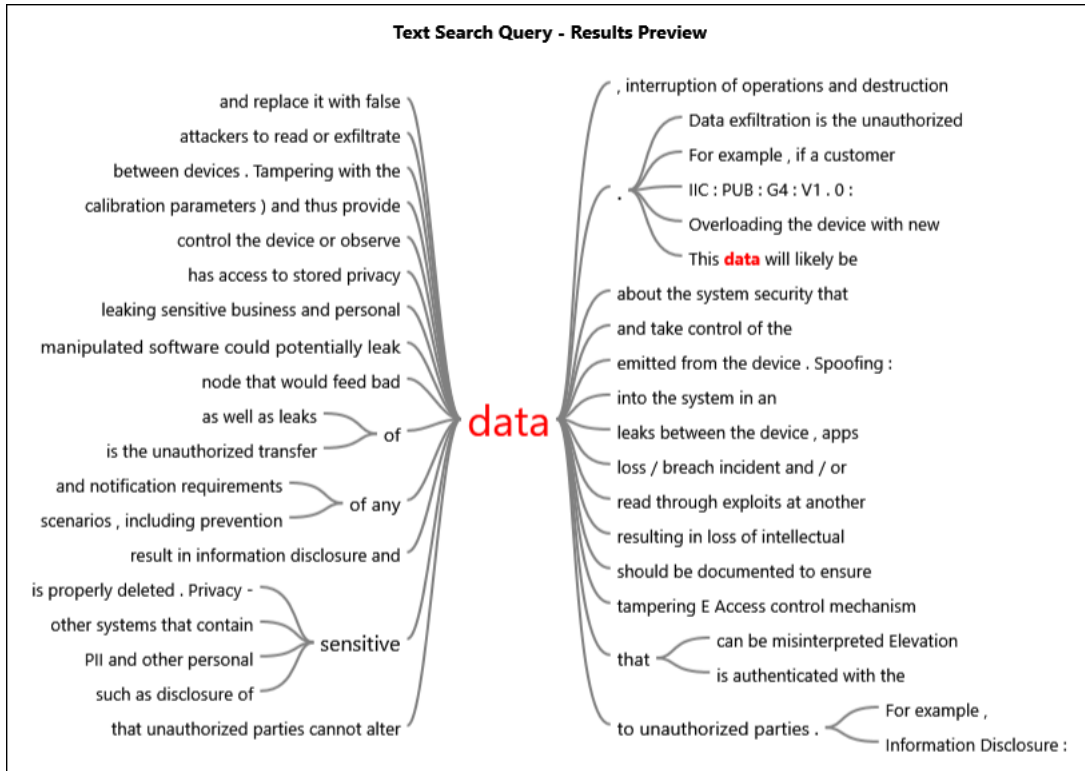 Text Search Query - Results Preview
and replace it with false
attackers to read or exfiltrate
between devices . Tampering with the
calibration parameters ) and thus provide
control the device or observe
has access to stored privacy
leaking sensitive business and personal
manipulated software could potentially leak
node that would feed bad
as well as leaks
is the unauthorized transfer
of
and notification requirements
scenarios , including prevention
of any
result in information disclosure and
is properly deleted . Privacy -
other systems that contain
PII and other personal
such as disclosure of
sensitive
that unauthorized parties cannot alter
data
, interruption of operations and destruction
.
Data exfiltration is the unauthorized
For example , if a customer
IIC : PUB : G4 : V1 . 0 :
Overloading the device with new
This data will likely be
about the system security that
and take control of the
emitted from the device . Spoofing :
into the system in an
leaks between the device , apps
loss / breach incident and / or
read through exploits at another
resulting in loss of intellectual
should be documented to ensure
tampering E Access control mechanism
that
can be misinterpreted Elevation
is authenticated with the
to unauthorized parties .
For example ,
Information Disclosure :